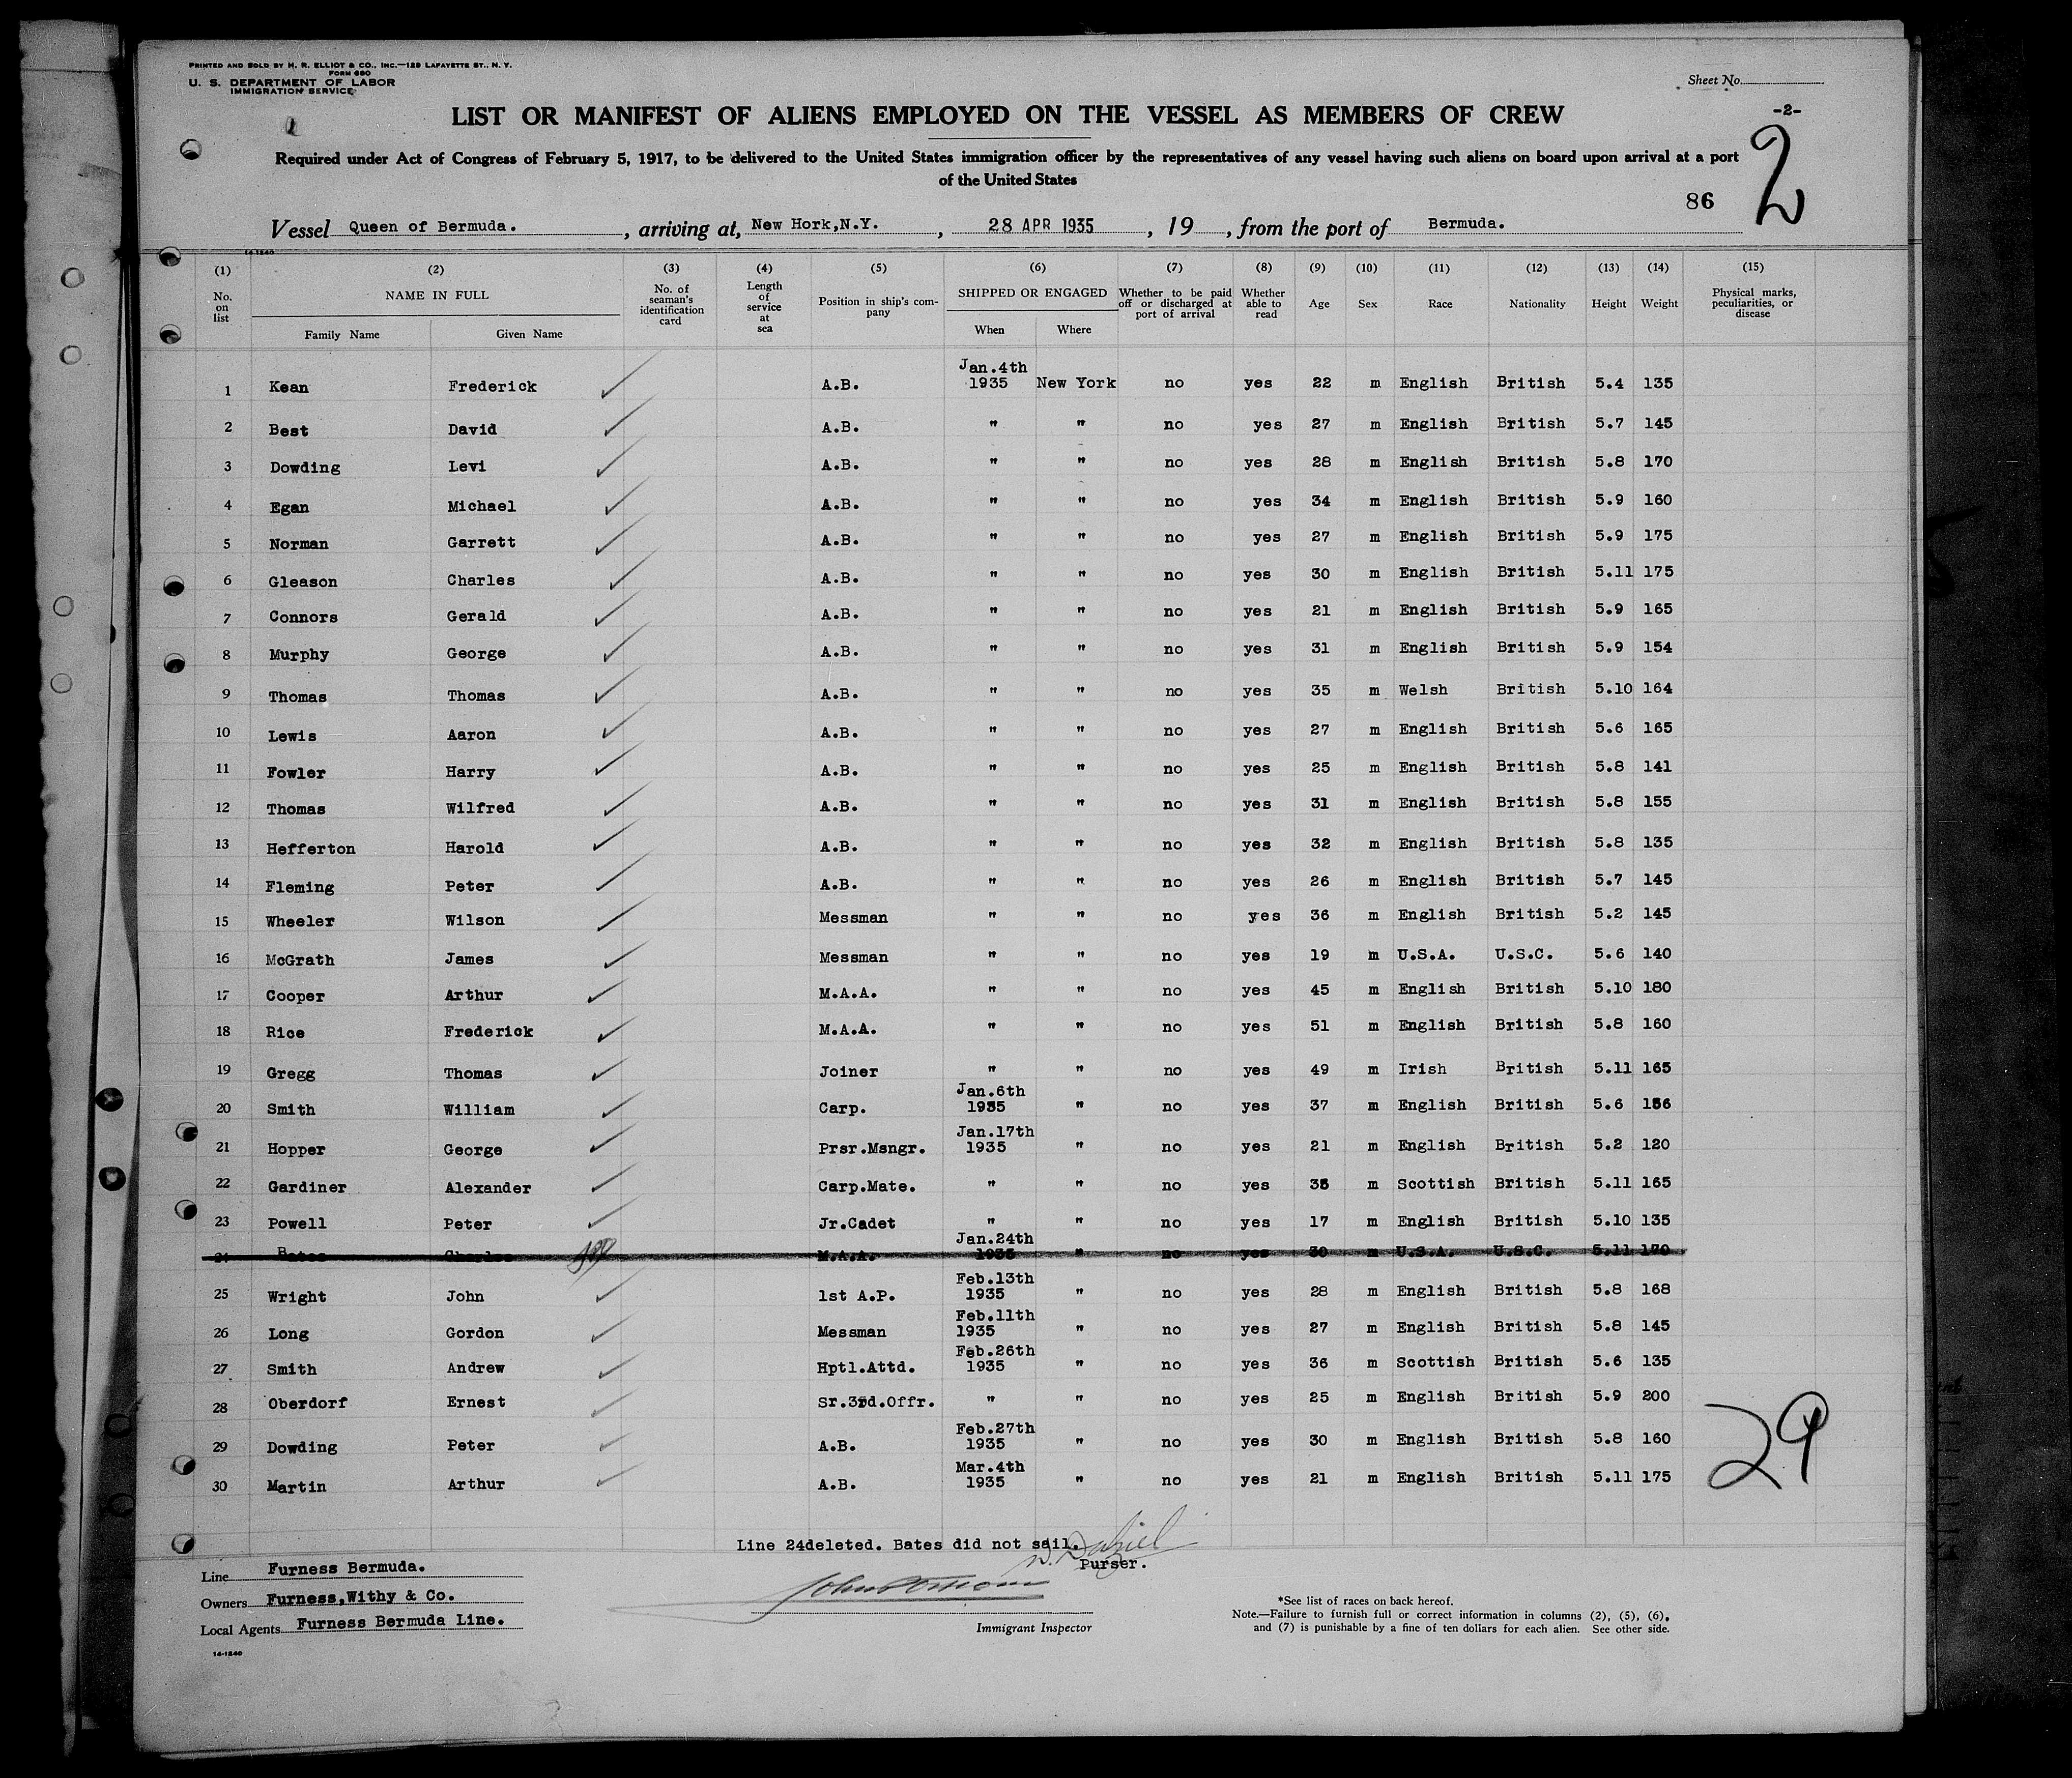 PRINTED AND SOLD BY H. R. ELLIOT & CO., INC.—129 LAFAYETTE ST., N. Y.
FORM 680
U. S. DEPARTMENT OF LABOR
IMMIGRATION SERVICE
Sheet No.
LIST OR MANIFEST OF ALIENS EMPLOYED ON THE VESSEL AS MEMBERS OF CREW
-2-
2
Required under Act of Congress of February 5, 1917, to be delivered to the United States immigration officer by the representatives of any vessel having such aliens on board upon arrival at a port
of the United States
86
Vessel Queen of Bermuda. , arriving at, New Hork,N.Y. , 28 APR 1935 , 19 , from the port of Bermuda.
14-1240
(1) (2) (3) (4) (5) (6) (7) (8) (9) (10) (11) (12) (13) (14) (15)
No. on list NAME IN FULL Family Name Given Name No. of seaman's identification card Length of service at sea Position in ship's company SHIPPED OR ENGAGED When Where Whether to be paid off or discharged at port of arrival Whether able to read Age Sex Race Nationality Height Weight Physical marks, peculiarities, or disease
1 Kean Frederick A.B. Jan.4th 1935 New York no yes 22 m English British 5.4 135
2 Best David A.B. " " no yes 27 m English British 5.7 145
3 Dowding Levi A.B. " " no yes 28 m English British 5.8 170
4 Egan Michael A.B. " " no yes 34 m English British 5.9 160
5 Norman Garrett A.B. " " no yes 27 m English British 5.9 175
6 Gleason Charles A.B. " " no yes 30 m English British 5.11 175
7 Connors Gerald A.B. " " no yes 21 m English British 5.9 165
8 Murphy George A.B. " " no yes 31 m English British 5.9 154
9 Thomas Thomas A.B. " " no yes 35 m Welsh British 5.10 164
10 Lewis Aaron A.B. " " no yes 27 m English British 5.6 165
11 Fowler Harry A.B. " " no yes 25 m English British 5.8 141
12 Thomas Wilfred A.B. " " no yes 31 m English British 5.8 155
13 Hefferton Harold A.B. " " no yes 32 m English British 5.8 135
14 Fleming Peter A.B. " " no yes 26 m English British 5.7 145
15 Wheeler Wilson Messman " " no yes 36 m English British 5.2 145
16 McGrath James Messman " " no yes 19 m U.S.A. U.S.C. 5.6 140
17 Cooper Arthur M.A.A. " " no yes 45 m English British 5.10 180
18 Rice Frederick M.A.A. " " no yes 51 m English British 5.8 160
19 Gregg Thomas Joiner " " no yes 49 m Irish British 5.11 165
20 Smith William Carp. Jan.6th 1935 " no yes 37 m English British 5.6 156
21 Hopper George Prsr.Msngr. Jan.17th 1935 " no yes 21 m English British 5.2 120
22 Gardiner Alexander Carp.Mate. " " no yes 35 m Scottish British 5.11 165
23 Powell Peter Jr.Cadet " " no yes 17 m English British 5.10 135
24 Bates Charles M.A.A. Jan.24th 1935 " no yes 30 m U.S.A. U.S.C. 5.11 170
25 Wright John 1st A.P. Feb.13th 1935 " no yes 28 m English British 5.8 168
26 Long Gordon Messman Feb.11th 1935 " no yes 27 m English British 5.8 145
27 Smith Andrew Hptl.Attd. Feb.26th 1935 " no yes 36 m Scottish British 5.6 135
28 Oberdorf Ernest Sr.3rd.Offr. " " no yes 25 m English British 5.9 200
29 Dowding Peter A.B. Feb.27th 1935 " no yes 30 m English British 5.8 160
30 Martin Arthur A.B. Mar.4th 1935 " no yes 21 m English British 5.11 175
29
Line 24deleted. Bates did not sail.
Purser.
Line Furness Bermuda.
Owners Furness,Withy & Co.
Local Agents Furness Bermuda Line.
Immigrant Inspector
*See list of races on back hereof.
Note.—Failure to furnish full or correct information in columns (2), (5), (6),
and (7) is punishable by a fine of ten dollars for each alien. See other side.
14-1240